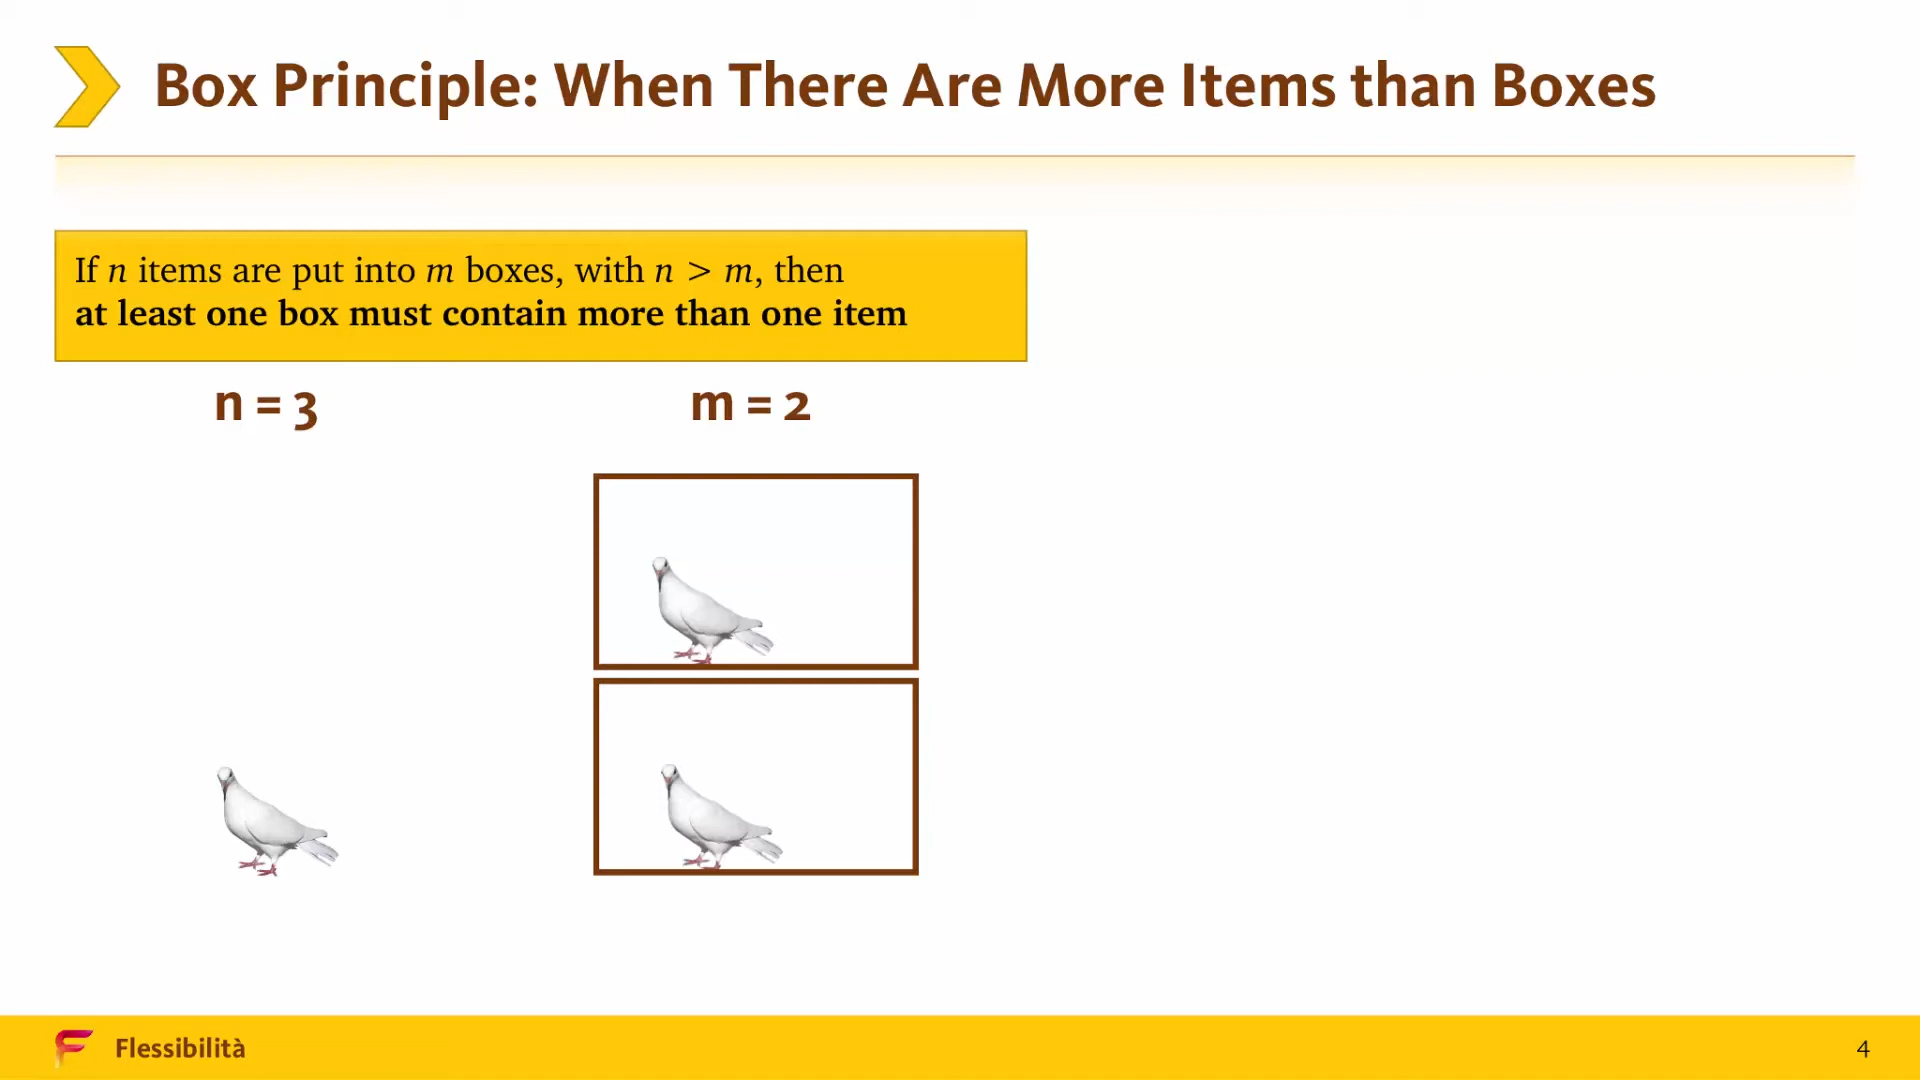 Box Principle: When There Are More Items than Boxes
If n items are put into m boxes, with n > m, then
at least one box must contain more than one item
n = 3
m = 2
Flessibilità
4